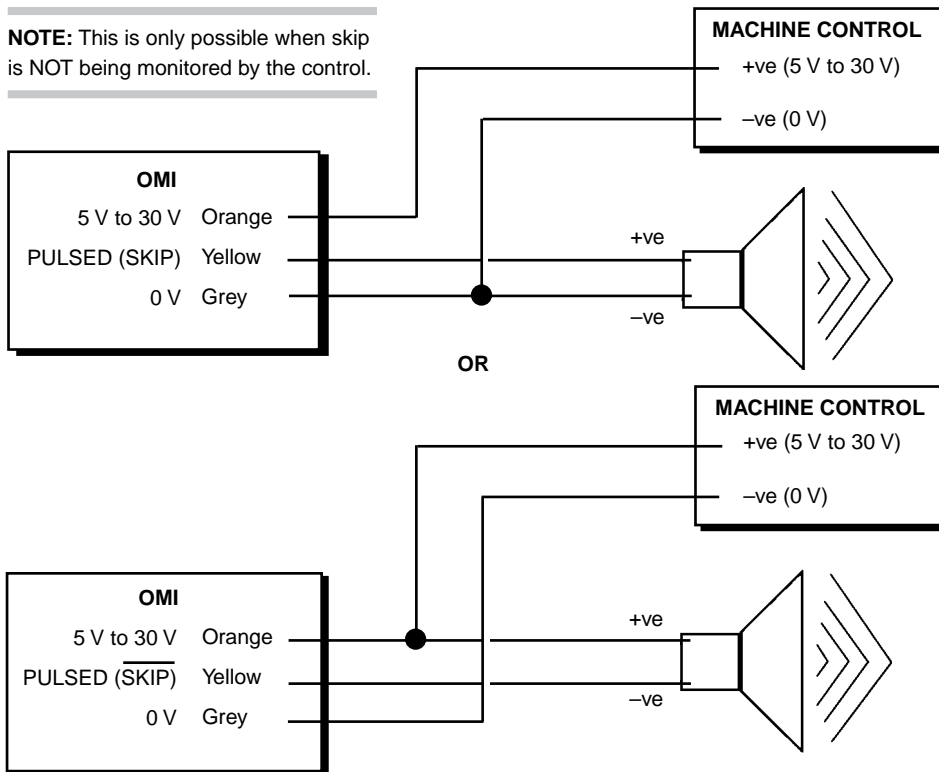 NOTE: This is only possible when skip
is NOT being monitored by the control.
MACHINE CONTROL
+ve (5 V to 30 V)
–ve (0 V)
OMI
5 V to 30 V Orange
PULSED (SKIP) Yellow
0 V Grey
+ve
–ve
OR
MACHINE CONTROL
+ve (5 V to 30 V)
–ve (0 V)
OMI
5 V to 30 V Orange
PULSED (S̅K̅I̅P̅) Yellow
0 V Grey
+ve
–ve